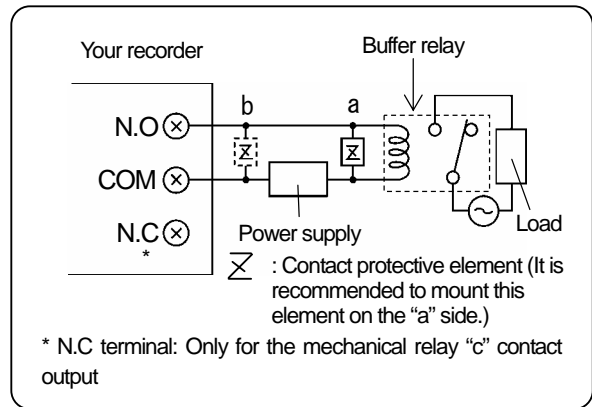 Your recorder
Buffer relay
b
a
N.O
COM
N.C
*
Power supply
Load
: Contact protective element (It is
recommended to mount this
element on the “a” side.)
* N.C terminal: Only for the mechanical relay “c” contact
output